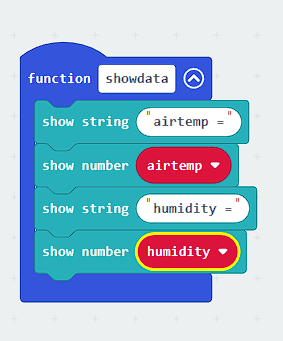 function showdata
show string "airtemp ="
show number airtemp
show string "humidity ="
show number humidity